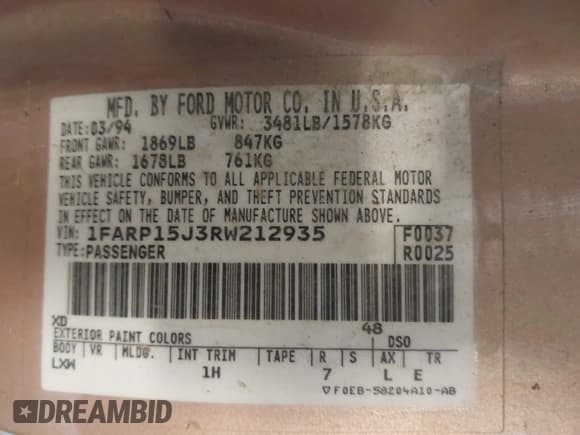 MFD. BY FORD MOTOR CO. IN U.S.A.
DATE: 03/94 GVWR: 3481LB/1578KG
FRONT GAWR: 1869LB 847KG
REAR GAWR: 1678LB 761KG
THIS VEHICLE CONFORMS TO ALL APPLICABLE FEDERAL MOTOR
VEHICLE SAFETY, BUMPER, AND THEFT PREVENTION STANDARDS
IN EFFECT ON THE DATE OF MANUFACTURE SHOWN ABOVE.
VIN: 1FARP15J3RW212935 F0037
TYPE: PASSENGER R0025
XD 48
EXTERIOR PAINT COLORS DSO
BODY VR MLDG. INT TRIM TAPE R S AX TR
LXW 1H 7 L E
▽F0EB-58204A10-AB
DREAMBID